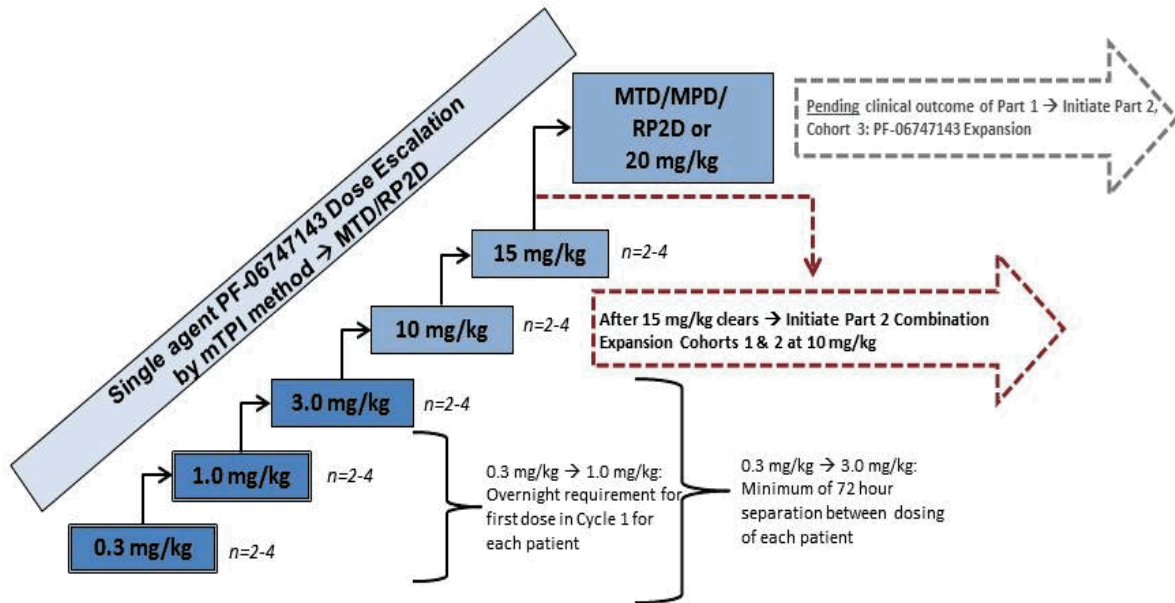 Single agent PF-06747143 Dose Escalation
by mTPI method → MTD/RP2D
MTD/MPD/
RP2D or
20 mg/kg
Pending clinical outcome of Part 1 → Initiate Part 2,
Cohort 3: PF-06747143 Expansion
15 mg/kg
n=2-4
10 mg/kg
n=2-4
After 15 mg/kg clears → Initiate Part 2 Combination
Expansion Cohorts 1 & 2 at 10 mg/kg
3.0 mg/kg
n=2-4
1.0 mg/kg
n=2-4
0.3 mg/kg
n=2-4
0.3 mg/kg → 1.0 mg/kg:
Overnight requirement for
first dose in Cycle 1 for
each patient
0.3 mg/kg → 3.0 mg/kg:
Minimum of 72 hour
separation between dosing
of each patient